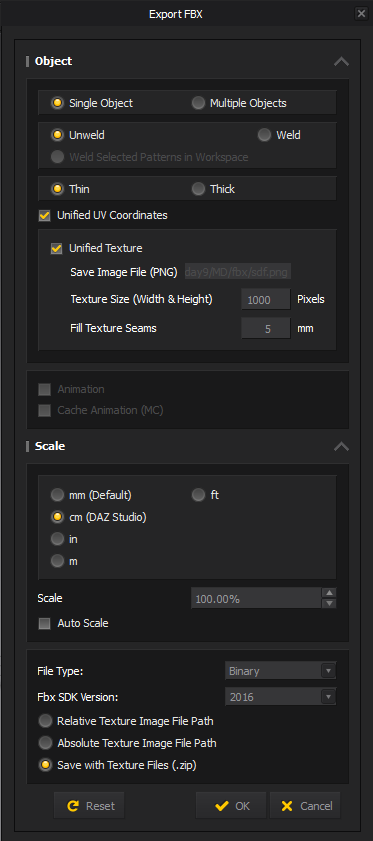 Export FBX
Object
Single Object Multiple Objects
Unweld Weld
Weld Selected Patterns in Workspace
Thin Thick
Unified UV Coordinates
Unified Texture
Save Image File (PNG) day9/MD/fbx/sdf.png
Texture Size (Width & Height) 1000 Pixels
Fill Texture Seams 5 mm
Animation
Cache Animation (MC)
Scale
mm (Default) ft
cm (DAZ Studio)
in
m
Scale 100.00%
Auto Scale
File Type: Binary
Fbx SDK Version: 2016
Relative Texture Image File Path
Absolute Texture Image File Path
Save with Texture Files (.zip)
Reset OK Cancel